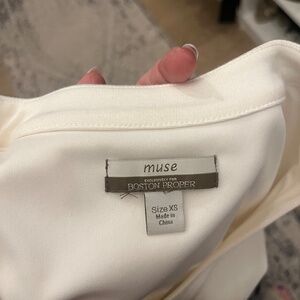 muse
EXCLUSIVELY FOR
BOSTON PROPER
Size XS
Made in
China